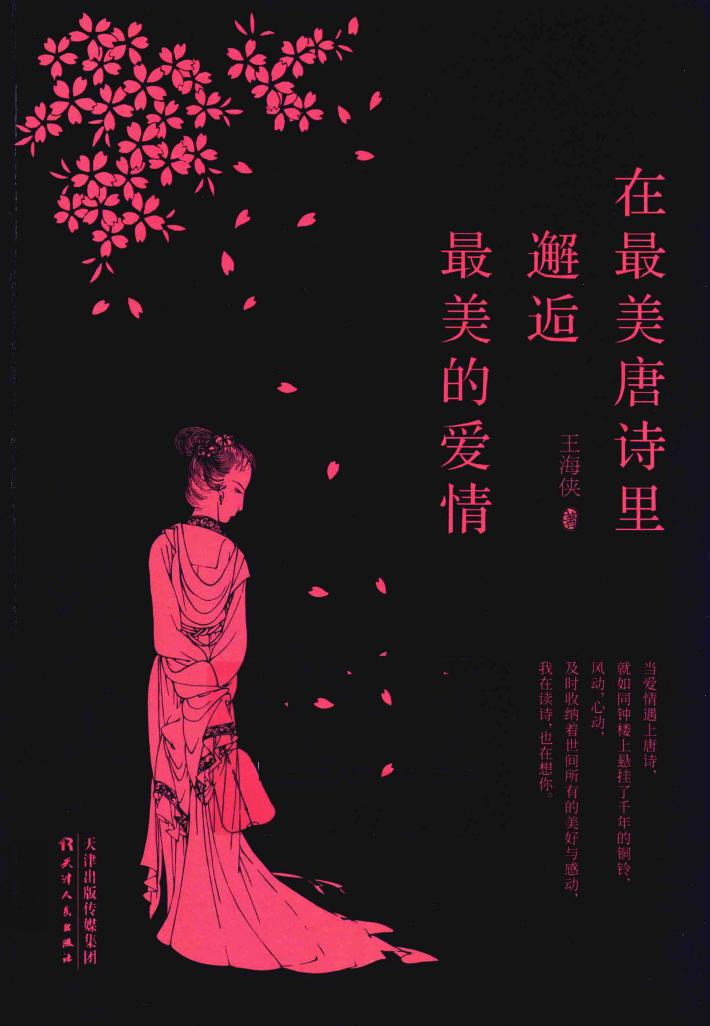 在最美唐诗里
邂逅
最美的爱情
王海侠 著
当爱情遇上唐诗，
就如同钟楼上悬挂了千年的铜铃，
风动，心动，
及时收纳着世间所有的美好与感动，
我在读诗，也在想你。
天津出版传媒集团
天津人民出版社